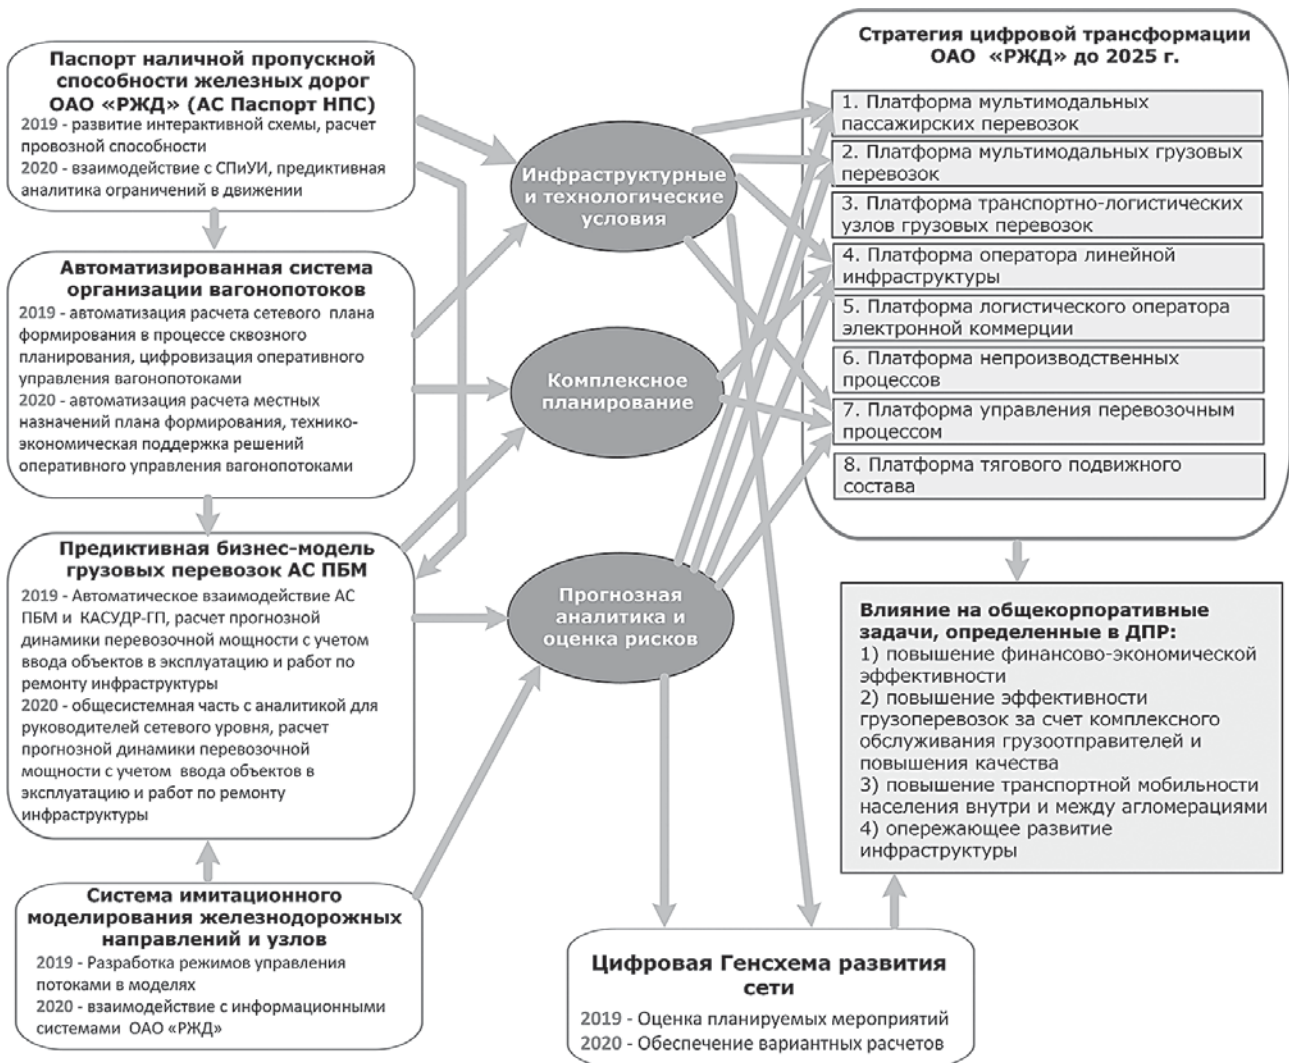 Паспорт наличной пропускной
способности железных дорог
ОАО «РЖД» (АС Паспорт НПС)
2019 - развитие интерактивной схемы, расчет
провозной способности
2020 - взаимодействие с СПиУИ, предиктивная
аналитика ограничений в движении
Автоматизированная система
организации вагонопотоков
2019 - автоматизация расчета сетевого плана
формирования в процессе сквозного
планирования, цифровизация оперативного
управления вагонопотоками
2020 - автоматизация расчета местных
назначений плана формирования, технико-
экономическая поддержка решений
оперативного управления вагонопотоками
Предиктивная бизнес-модель
грузовых перевозок АС ПБМ
2019 - Автоматическое взаимодействие АС
ПБМ и КАСУДР-ГП, расчет прогнозной
динамики перевозочной мощности с учетом
ввода объектов в эксплуатацию и работ по
ремонту инфраструктуры
2020 - общесистемная часть с аналитикой для
руководителей сетевого уровня, расчет
прогнозной динамики перевозочной
мощности с учетом ввода объектов в
эксплуатацию и работ по ремонту
инфраструктуры
Система имитационного
моделирования железнодорожных
направлений и узлов
2019 - Разработка режимов управления
потоками в моделях
2020 - взаимодействие с информационными
системами ОАО «РЖД»
Инфраструктурные
и технологические
условия
Комплексное
планирование
Прогнозная
аналитика и
оценка рисков
Цифровая Генсхема развития
сети
2019 - Оценка планируемых мероприятий
2020 - Обеспечение вариантных расчетов
Стратегия цифровой трансформации
ОАО «РЖД» до 2025 г.
1. Платформа мультимодальных
пассажирских перевозок
2. Платформа мультимодальных грузовых
перевозок
3. Платформа транспортно-логистических
узлов грузовых перевозок
4. Платформа оператора линейной
инфраструктуры
5. Платформа логистического оператора
электронной коммерции
6. Платформа непроизводственных
процессов
7. Платформа управления перевозочным
процессом
8. Платформа тягового подвижного
состава
Влияние на общекорпоративные
задачи, определенные в ДПР:
1) повышение финансово-экономической
эффективности
2) повышение эффективности
грузоперевозок за счет комплексного
обслуживания грузоотправителей и
повышения качества
3) повышение транспортной мобильности
населения внутри и между агломерациями
4) опережающее развитие
инфраструктуры